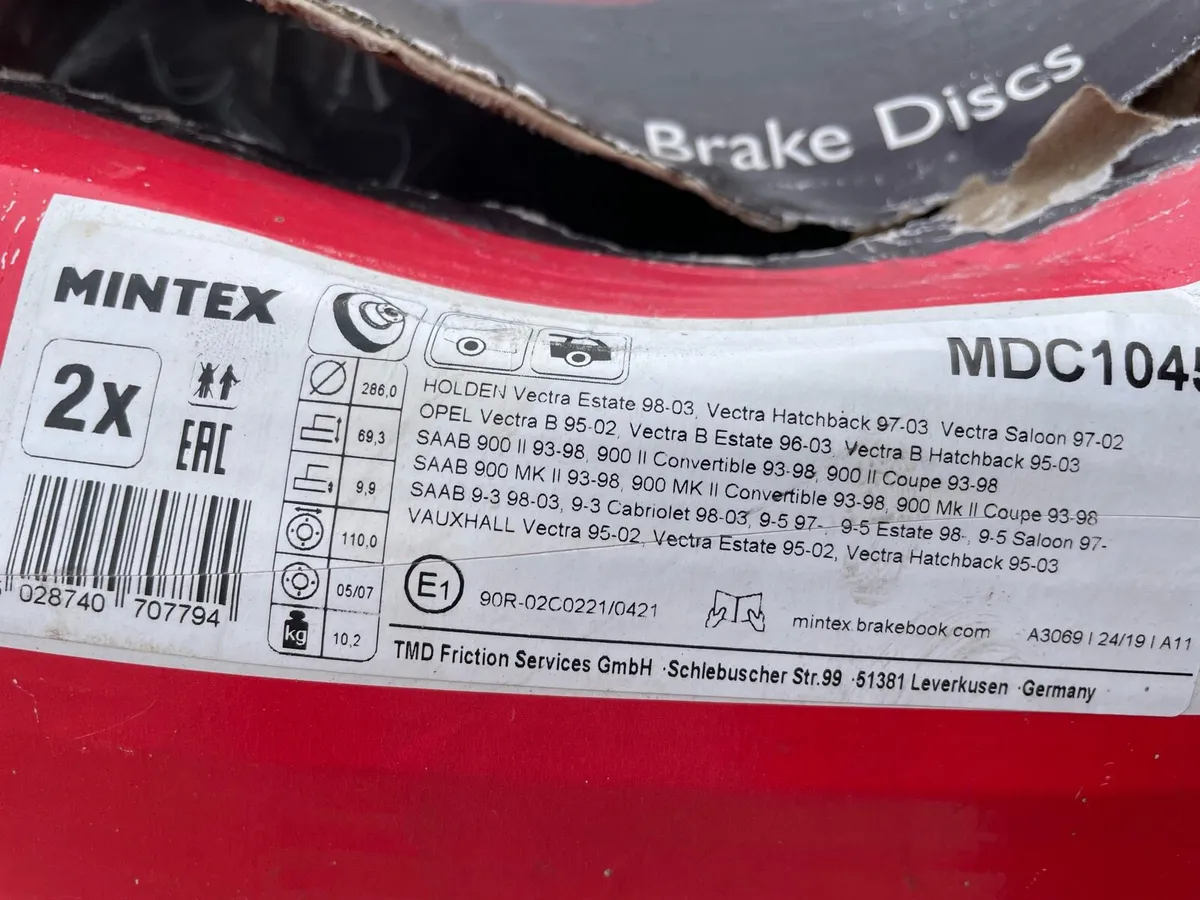 Brake Discs
MINTEX
MDC1045
2x
EAC
286,0
69,3
9,9
110,0
05/07
kg 10,2
HOLDEN Vectra Estate 98-03, Vectra Hatchback 97-03 Vectra Saloon 97-02
OPEL Vectra B 95-02, Vectra B Estate 96-03, Vectra B Hatchback 95-03
SAAB 900 II 93-98, 900 II Convertible 93-98, 900 II Coupe 93-98
SAAB 900 MK II 93-98, 900 MK II Convertible 93-98, 900 Mk II Coupe 93-98
SAAB 9-3 98-03, 9-3 Cabriolet 98-03, 9-5 97-, 9-5 Estate 98-, 9-5 Saloon 97-
VAUXHALL Vectra 95-02, Vectra Estate 95-02, Vectra Hatchback 95-03
E1 90R-02C0221/0421
mintex.brakebook.com A3069 | 24/19 | A11
028740 707794
TMD Friction Services GmbH ·Schlebuscher Str.99 ·51381 Leverkusen ·Germany